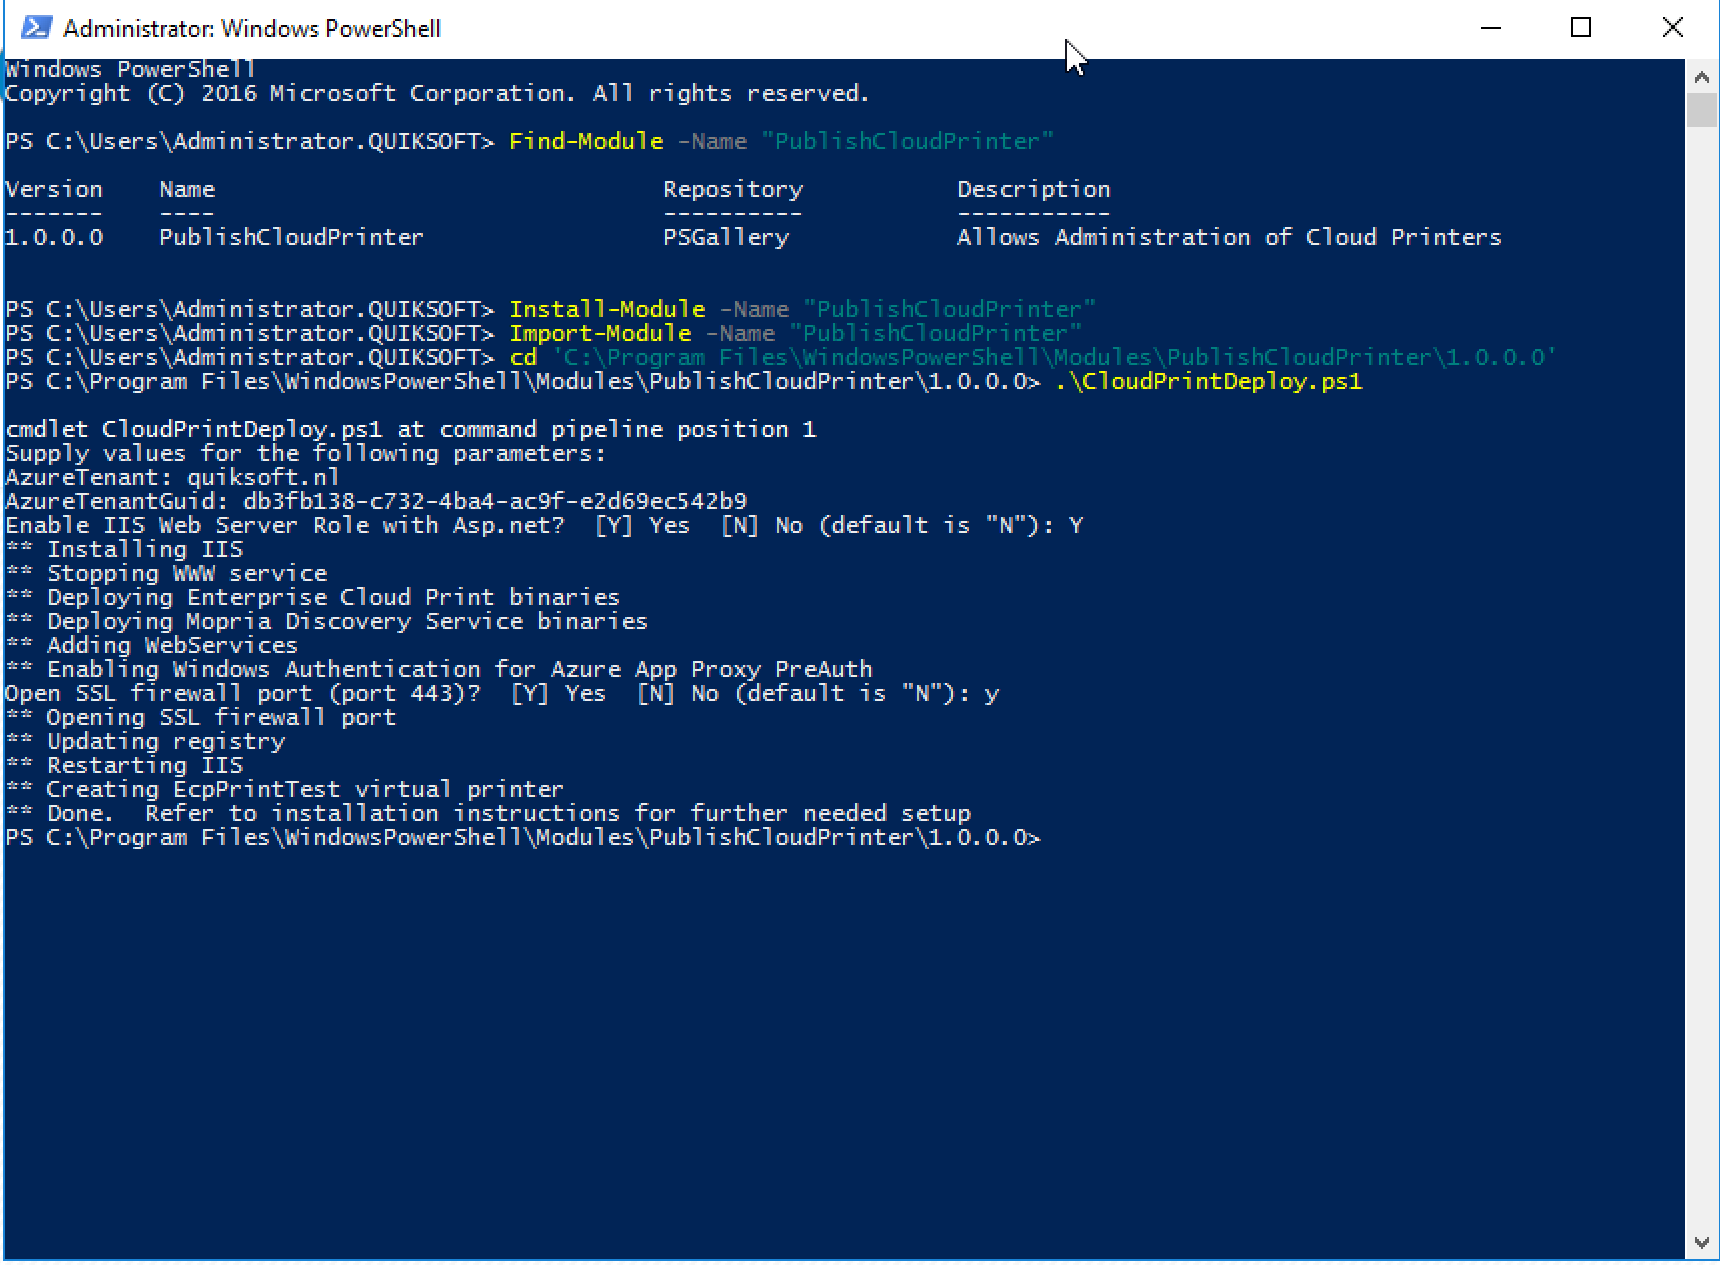 Administrator: Windows PowerShell
Windows PowerShell
Copyright (C) 2016 Microsoft Corporation. All rights reserved.
PS C:\Users\Administrator.QUIKSOFT> Find-Module -Name "PublishCloudPrinter"
Version    Name                                Repository           Description
-------    ----                                ----------           -----------
1.0.0.0    PublishCloudPrinter                 PSGallery            Allows Administration of Cloud Printers
PS C:\Users\Administrator.QUIKSOFT> Install-Module -Name "PublishCloudPrinter"
PS C:\Users\Administrator.QUIKSOFT> Import-Module -Name "PublishCloudPrinter"
PS C:\Users\Administrator.QUIKSOFT> cd 'C:\Program Files\WindowsPowerShell\Modules\PublishCloudPrinter\1.0.0.0'
PS C:\Program Files\WindowsPowerShell\Modules\PublishCloudPrinter\1.0.0.0> .\CloudPrintDeploy.ps1
cmdlet CloudPrintDeploy.ps1 at command pipeline position 1
Supply values for the following parameters:
AzureTenant: quiksoft.nl
AzureTenantGuid: db3fb138-c732-4ba4-ac9f-e2d69ec542b9
Enable IIS Web Server Role with Asp.net?  [Y] Yes  [N] No (default is "N"): Y
** Installing IIS
** Stopping WWW service
** Deploying Enterprise Cloud Print binaries
** Deploying Mopria Discovery Service binaries
** Adding WebServices
** Enabling Windows Authentication for Azure App Proxy PreAuth
Open SSL firewall port (port 443)?  [Y] Yes  [N] No (default is "N"): y
** Opening SSL firewall port
** Updating registry
** Restarting IIS
** Creating EcpPrintTest virtual printer
** Done.  Refer to installation instructions for further needed setup
PS C:\Program Files\WindowsPowerShell\Modules\PublishCloudPrinter\1.0.0.0>